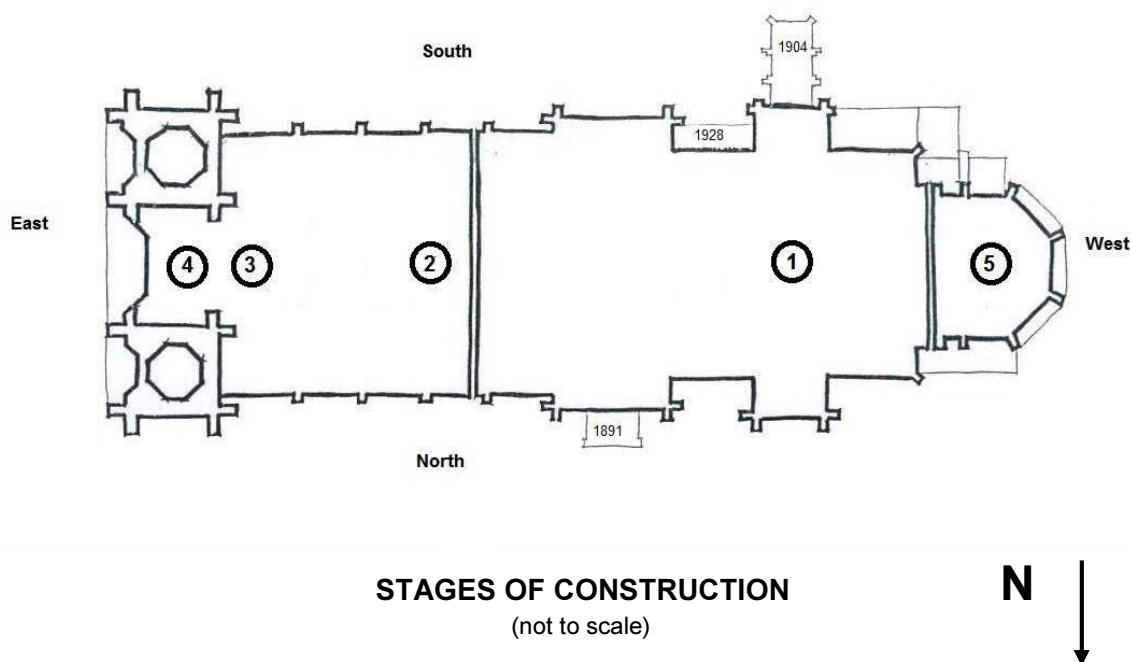 South
1904
1928
East
4
3
2
1
5
West
1891
North
STAGES OF CONSTRUCTION
(not to scale)
N